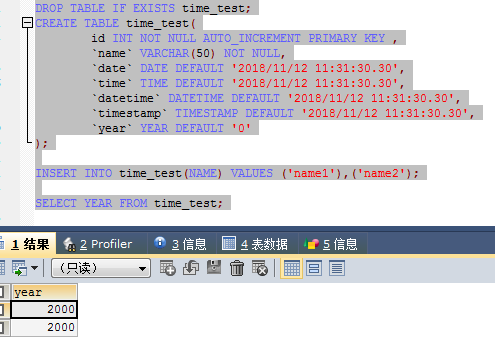 DROP TABLE IF EXISTS time_test;
CREATE TABLE time_test(
id INT NOT NULL AUTO_INCREMENT PRIMARY KEY ,
`name` VARCHAR(50) NOT NULL,
`date` DATE DEFAULT '2018/11/12 11:31:30.30',
`time` TIME DEFAULT '2018/11/12 11:31:30.30',
`datetime` DATETIME DEFAULT '2018/11/12 11:31:30.30',
`timestamp` TIMESTAMP DEFAULT '2018/11/12 11:31:30.30',
`year` YEAR DEFAULT '0'
);
INSERT INTO time_test(NAME) VALUES ('name1'),('name2');
SELECT YEAR FROM time_test;
1 结果 2 Profiler 3 信息 4 表数据 5 信息
(只读)
year
2000
2000